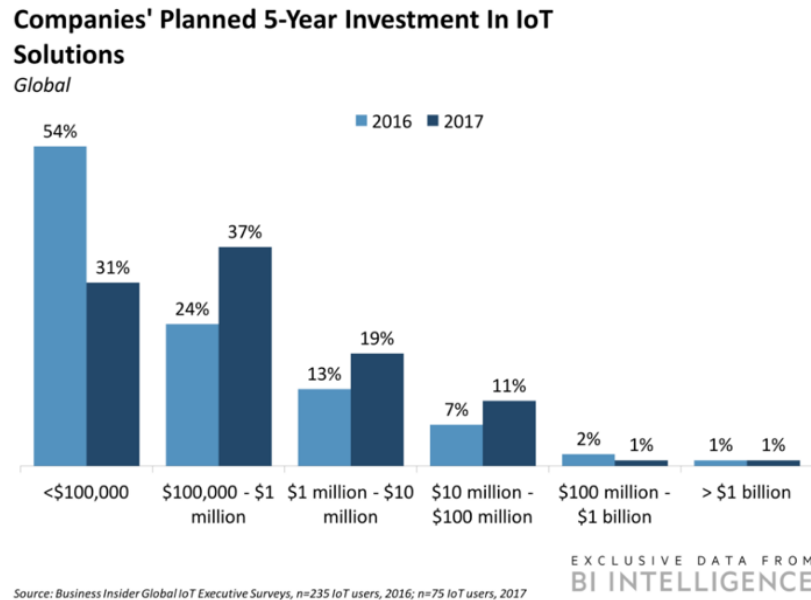 Companies' Planned 5-Year Investment In IoT
Solutions
Global
2016 2017
54%
31%
24%
37%
13%
19%
7%
11%
2%
1%
1%
1%
<$100,000
$100,000 - $1
million
$1 million - $10
million
$10 million -
$100 million
$100 million -
$1 billion
> $1 billion
EXCLUSIVE DATA FROM
BI INTELLIGENCE
Source: Business Insider Global IoT Executive Surveys, n=235 IoT users, 2016; n=75 IoT users, 2017